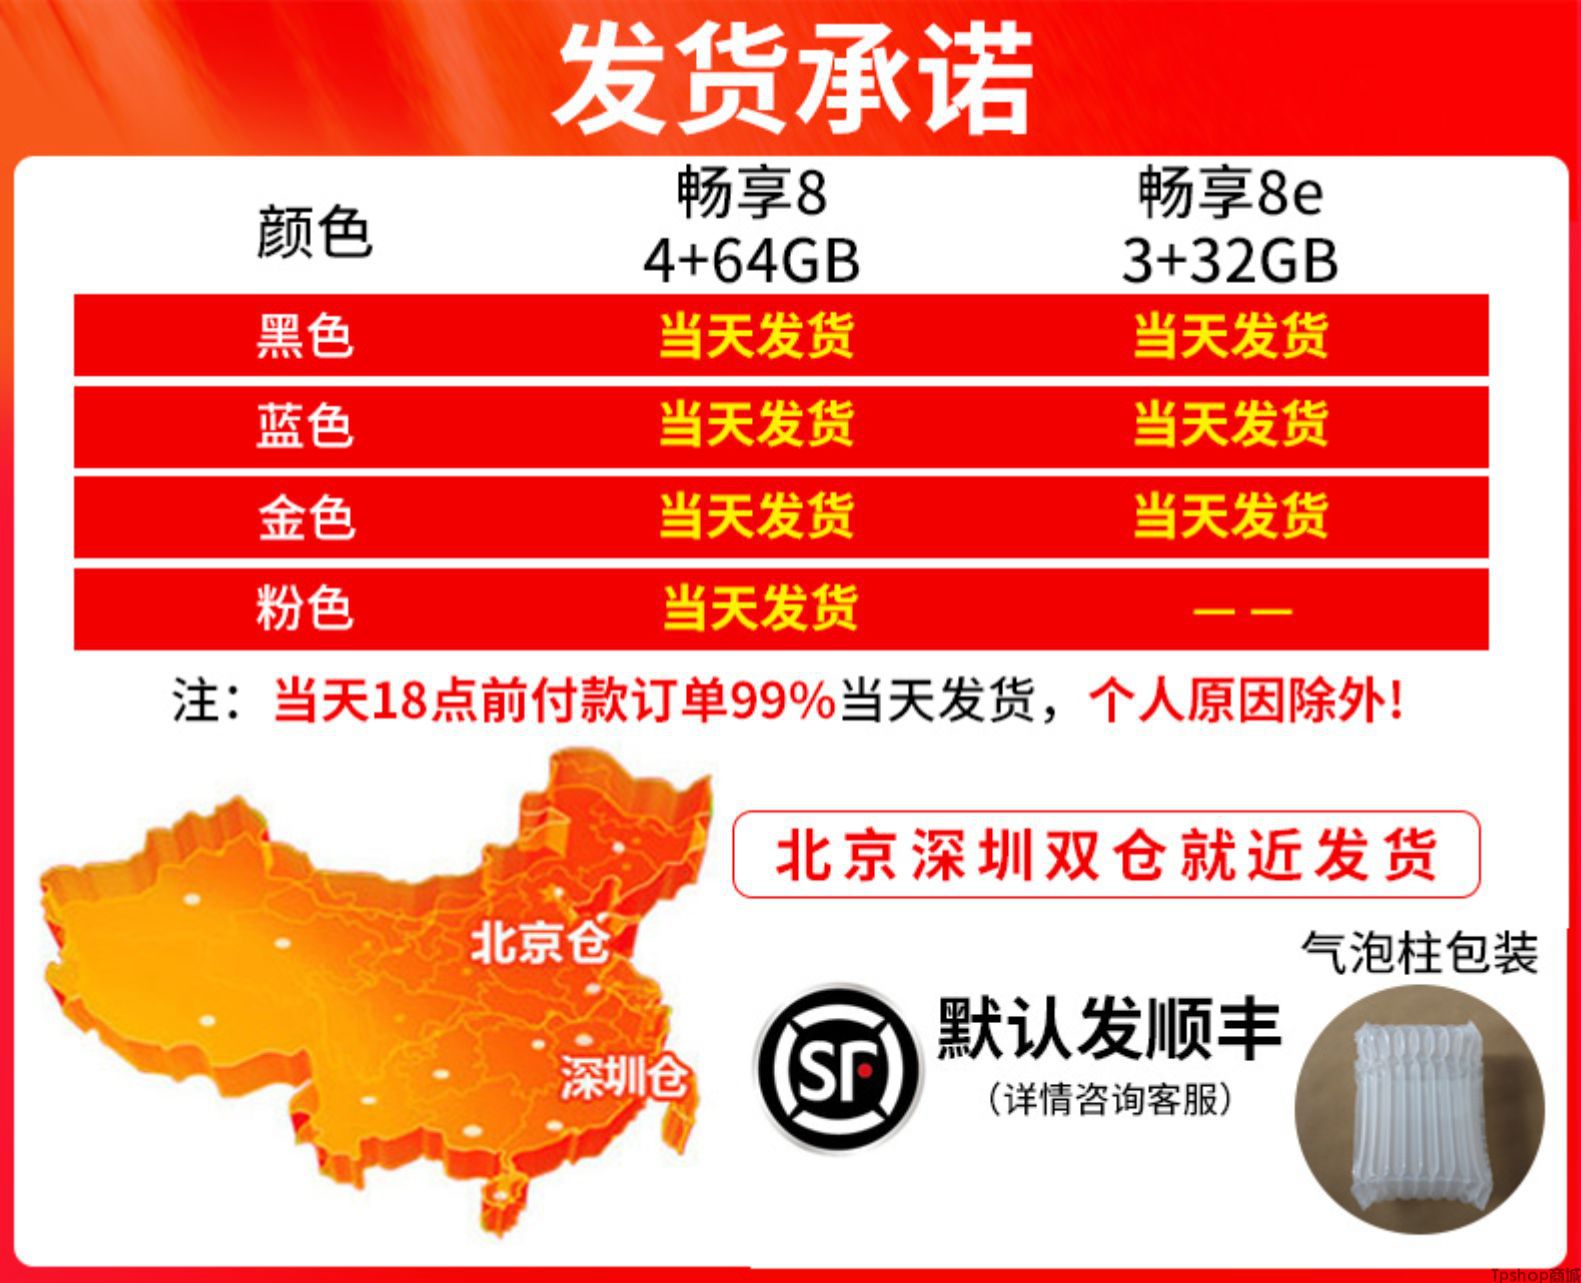 发货承诺
颜色 畅享8 4+64GB 畅享8e 3+32GB
黑色 当天发货 当天发货
蓝色 当天发货 当天发货
金色 当天发货 当天发货
粉色 当天发货 — —
注：当天18点前付款订单99%当天发货，个人原因除外!
北京深圳双仓就近发货
北京仓
深圳仓
气泡柱包装
SF
默认发顺丰
（详情咨询客服）
Tpshop商城